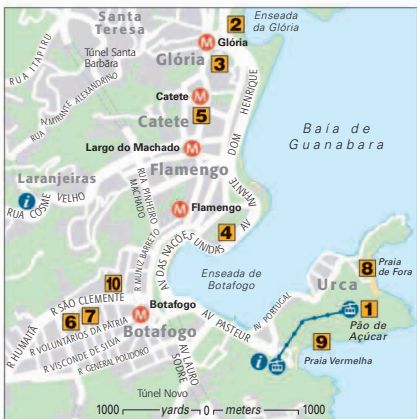 Santa
Teresa
2
Enseada
da Glória
RUA ITAPIRU
Túnel Santa
Barbâra
M Glória
Glória
3
RUA
ALMIRANTE ALEXANDRINO
Catete M
5
Catete
DOM HENRIQUE
INFANTE
AV
Baía de
Guanabara
Largo do Machado M
Flamengo
Laranjeiras
i
RUA COSME VELHO
RUA PINHEIRO
MACHADO
M Flamengo
4
AV DAS NAÇÕES UNIDAS
R MUNIZ BARRETO
Enseada de
Botafogo
8
Praia
de Fora
Urca
10
R SÃO CLEMENTE
Botafogo
M
6
7
R HUMAITÁ
R VOLUNTÁRIOS DA PÁTRIA
Botafogo
R VISCONDE DE SILVA
R GENERAL POLIDORO
AV PASTEUR
AV PORTUGAL
1
Pão de
Açúcar
9
i
Praia Vermelha
AV LAURO
SODRÉ
Túnel Novo
1000 yards 0 meters 1000